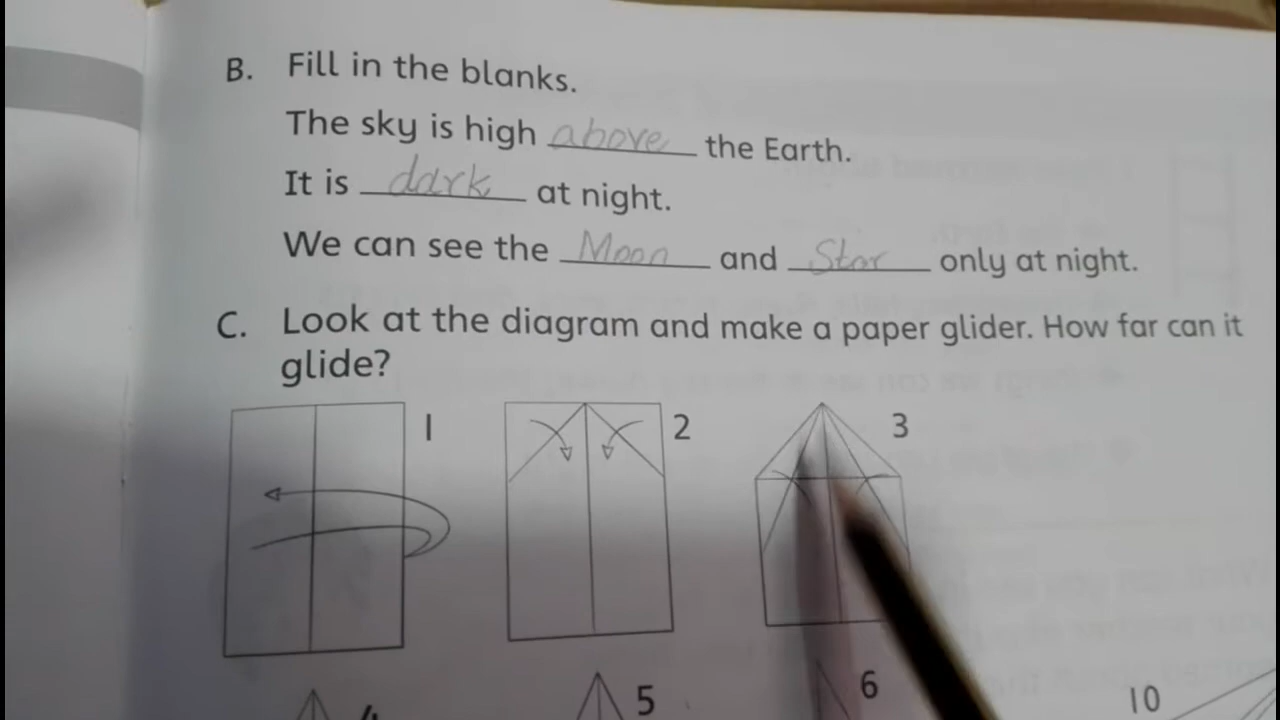 B. Fill in the blanks.
The sky is high above the Earth.
It is dark at night.
We can see the Moon and Star only at night.
C. Look at the diagram and make a paper glider. How far can it
glide?
1 2 3
4 5 6 10